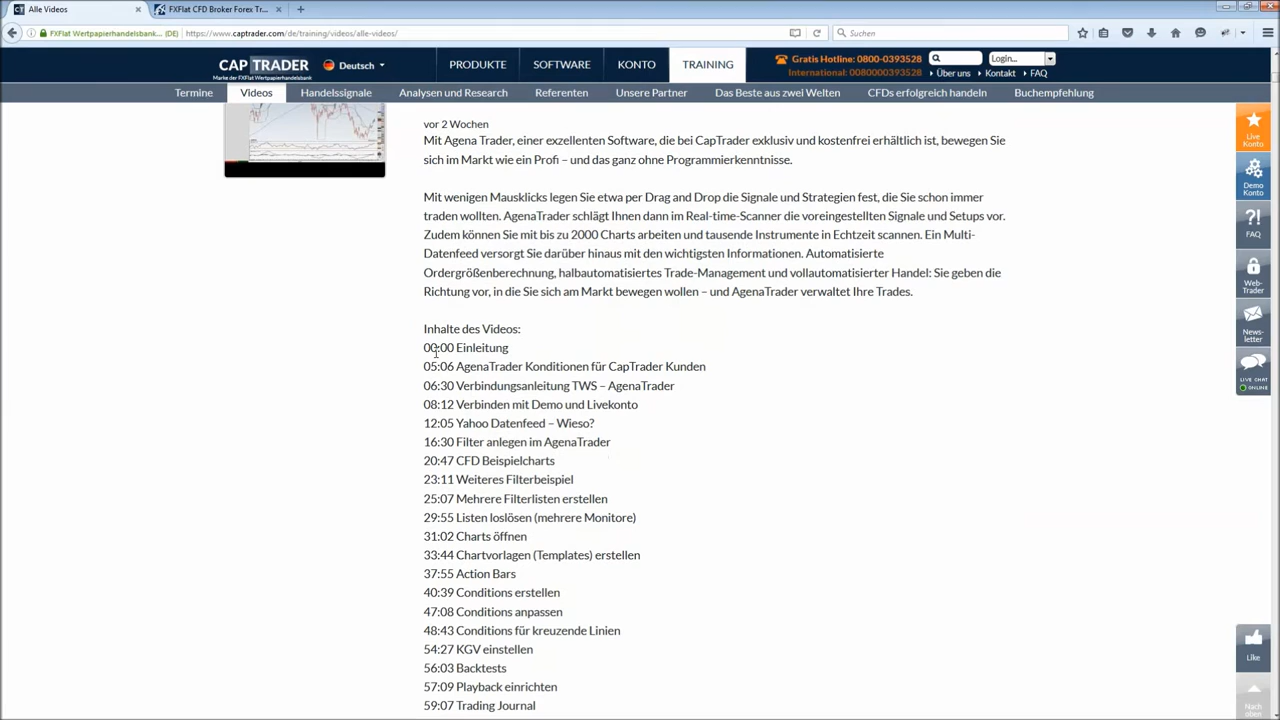 Alle Videos
FXFlat CFD Broker Forex Tr...
FXFlat Wertpapierhandelsbank... (DE)
https://www.captrader.com/de/training/videos/alle-videos/
Suchen
CAP TRADER
Marke der FXFlat Wertpapierhandelsbank
Deutsch
PRODUKTE
SOFTWARE
KONTO
TRAINING
Gratis Hotline: 0800-0393528
International: 0080000393528
Login...
Über uns
Kontakt
FAQ
Termine
Videos
Handelssignale
Analysen und Research
Referenten
Unsere Partner
Das Beste aus zwei Welten
CFDs erfolgreich handeln
Buchempfehlung
vor 2 Wochen
Mit Agena Trader, einer exzellenten Software, die bei CapTrader exklusiv und kostenfrei erhältlich ist, bewegen Sie
sich im Markt wie ein Profi – und das ganz ohne Programmierkenntnisse.
Mit wenigen Mausklicks legen Sie etwa per Drag and Drop die Signale und Strategien fest, die Sie schon immer
traden wollten. AgenaTrader schlägt Ihnen dann im Real-time-Scanner die voreingestellten Signale und Setups vor.
Zudem können Sie mit bis zu 2000 Charts arbeiten und tausende Instrumente in Echtzeit scannen. Ein Multi-
Datenfeed versorgt Sie darüber hinaus mit den wichtigsten Informationen. Automatisierte
Ordergrößenberechnung, halbautomatisiertes Trade-Management und vollautomatisierter Handel: Sie geben die
Richtung vor, in die Sie sich am Markt bewegen wollen – und AgenaTrader verwaltet Ihre Trades.
Inhalte des Videos:
00:00 Einleitung
05:06 AgenaTrader Konditionen für CapTrader Kunden
06:30 Verbindungsanleitung TWS – AgenaTrader
08:12 Verbinden mit Demo und Livekonto
12:05 Yahoo Datenfeed – Wieso?
16:30 Filter anlegen im AgenaTrader
20:47 CFD Beispielcharts
23:11 Weiteres Filterbeispiel
25:07 Mehrere Filterlisten erstellen
29:55 Listen loslösen (mehrere Monitore)
31:02 Charts öffnen
33:44 Chartvorlagen (Templates) erstellen
37:55 Action Bars
40:39 Conditions erstellen
47:08 Conditions anpassen
48:43 Conditions für kreuzende Linien
54:27 KGV einstellen
56:03 Backtests
57:09 Playback einrichten
59:07 Trading Journal
Live
Konto
Demo
Konto
?!
FAQ
Web-
Trader
News-
letter
LIVE CHAT
ONLINE
Like
Nach
oben